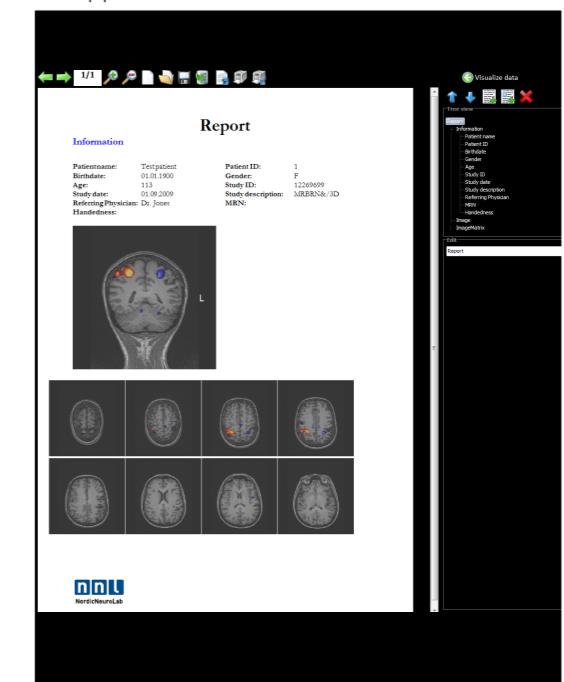 1/1
Visualize data
Report
Information
Patientname: Testpatient Patient ID: 1
Birthdate: 01.01.1900 Gender: F
Age: 113 Study ID: 12269699
Study date: 01.09.2009 Study description: MRBRN&/3D
Referring Physician: Dr. Jones MRN:
Handedness:
L
nnl
NordicNeuroLab
Tree view
Report
Information
Patient name
Patient ID
Birthdate
Gender
Age
Study ID
Study date
Study description
Referring Physidan
MRN
Handedness
Image
ImageMatrix
Edit
Report